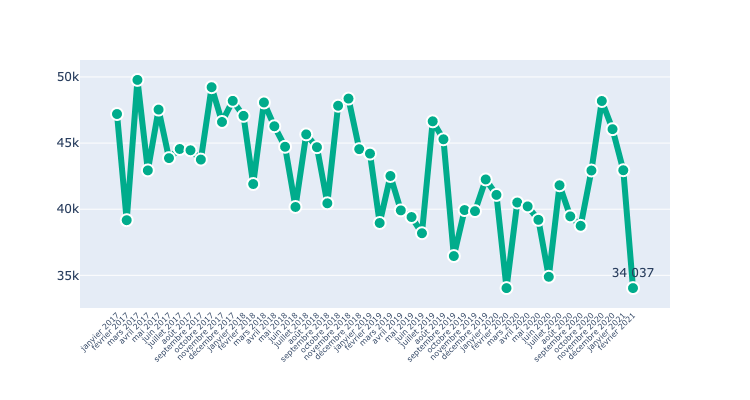 50k
45k
40k
35k
34 037
janvier 2017
février 2017
mars 2017
avril 2017
mai 2017
juin 2017
juillet 2017
août 2017
septembre 2017
octobre 2017
novembre 2017
décembre 2017
janvier 2018
février 2018
mars 2018
avril 2018
mai 2018
juin 2018
juillet 2018
août 2018
septembre 2018
octobre 2018
novembre 2018
décembre 2018
janvier 2019
février 2019
mars 2019
avril 2019
mai 2019
juin 2019
juillet 2019
août 2019
septembre 2019
octobre 2019
novembre 2019
décembre 2019
janvier 2020
février 2020
mars 2020
avril 2020
mai 2020
juin 2020
juillet 2020
août 2020
septembre 2020
octobre 2020
novembre 2020
décembre 2020
janvier 2021
février 2021